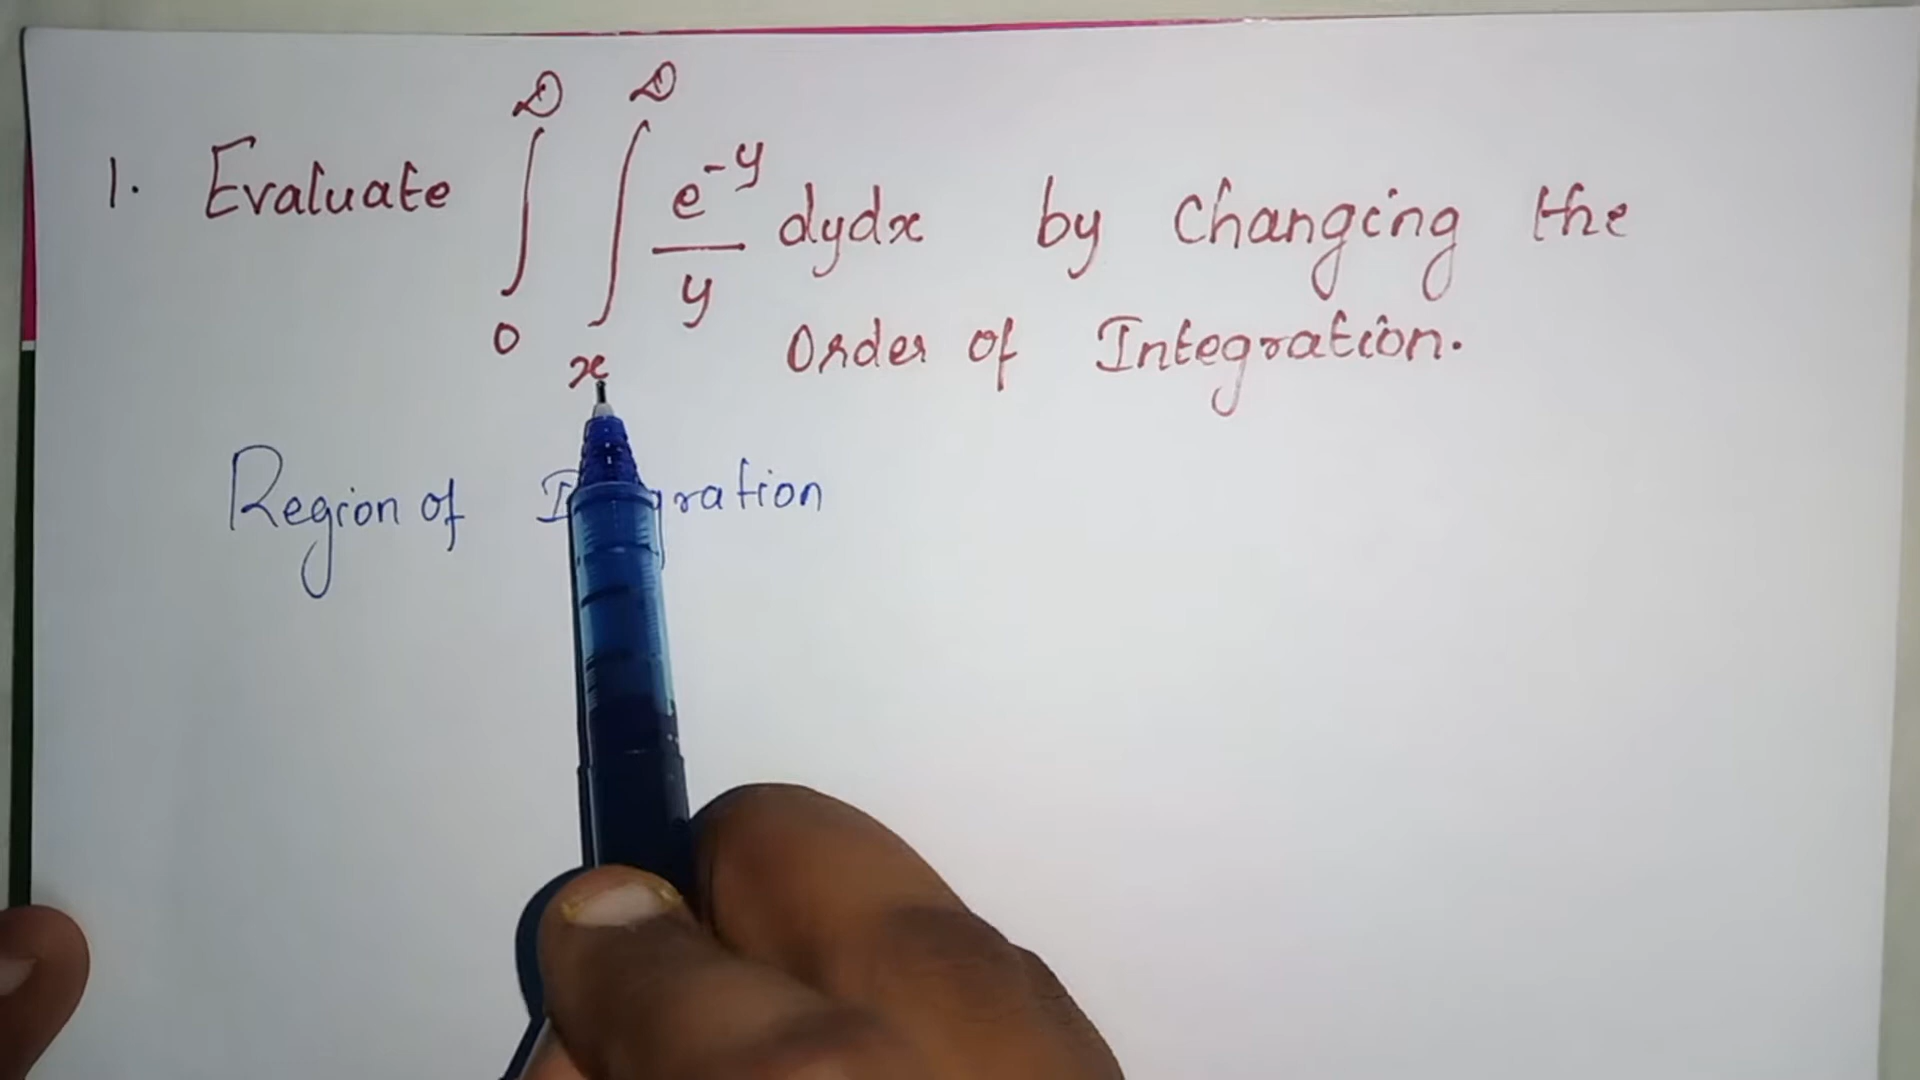 1. Evaluate ∫₀^∞ ∫ₓ^∞ e^-y / y dydx by Changing the
Order of Integration.
Region of